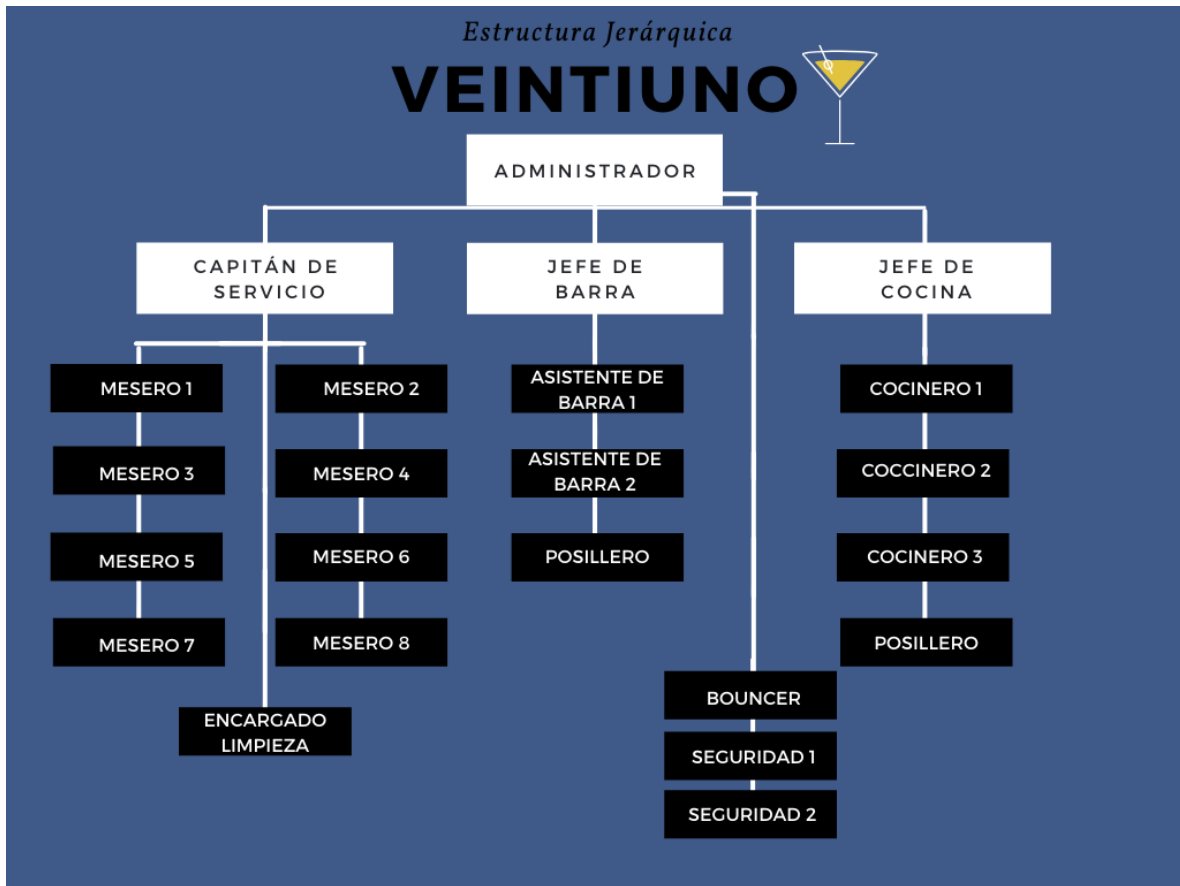 Estructura Jerárquica
VEINTIUNO
ADMINISTRADOR
CAPITÁN DE
SERVICIO
JEFE DE
BARRA
JEFE DE
COCINA
MESERO 1
MESERO 2
ASISTENTE DE
BARRA 1
COCINERO 1
MESERO 3
MESERO 4
ASISTENTE DE
BARRA 2
COCCINERO 2
MESERO 5
MESERO 6
POSILLERO
COCINERO 3
MESERO 7
MESERO 8
POSILLERO
ENCARGADO
LIMPIEZA
BOUNCER
SEGURIDAD 1
SEGURIDAD 2